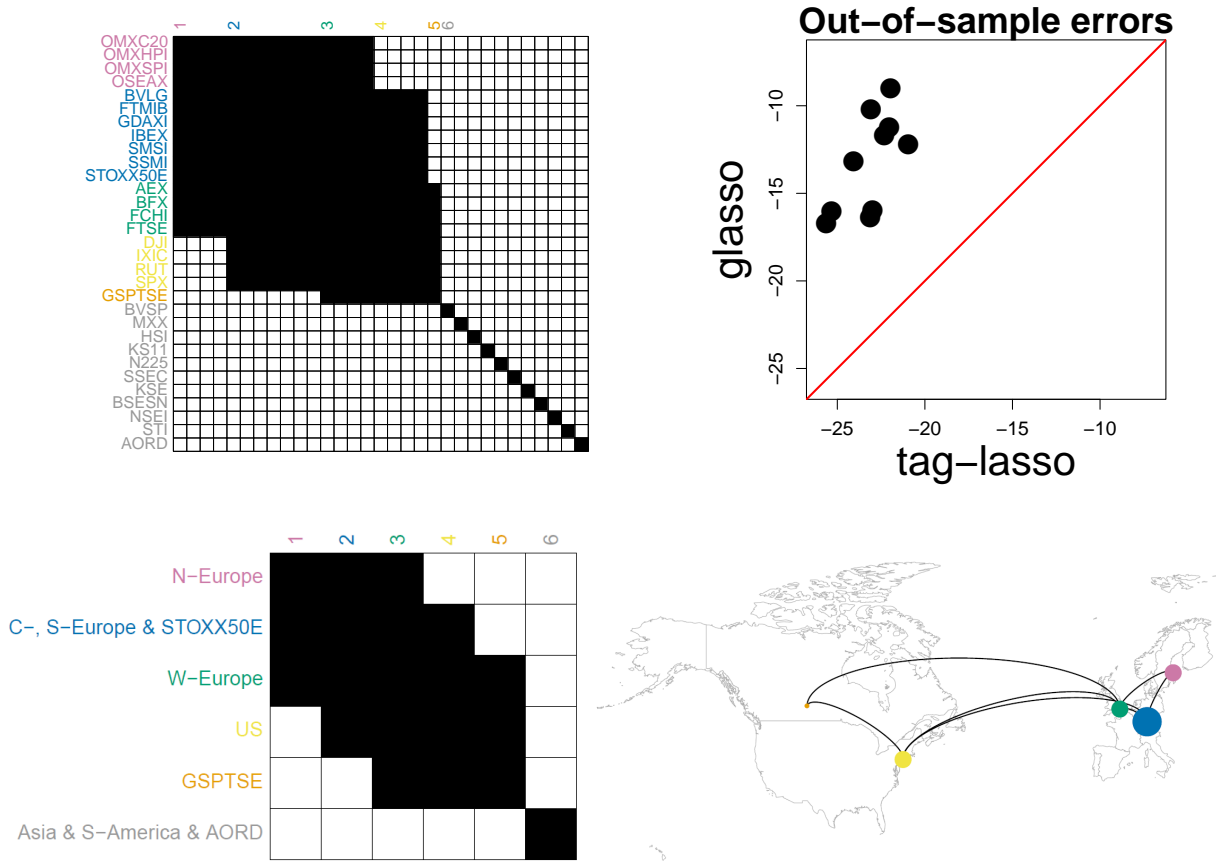 1 2 3 4 5 6
OMXC20
OMXHPI
OMXSPI
OSEAX
BVLG
FTMIB
GDAXI
IBEX
SMSI
SSMI
STOXX50E
AEX
BFX
FCHI
FTSE
DJI
IXIC
RUT
SPX
GSPTSE
BVSP
MXX
HSI
KS11
N225
SSEC
KSE
BSESN
NSEI
STI
AORD
Out−of−sample errors
glasso
−10
−15
−20
−25
−25 −20 −15 −10
tag−lasso
1 2 3 4 5 6
N−Europe
C−, S−Europe & STOXX50E
W−Europe
US
GSPTSE
Asia & S−America & AORD